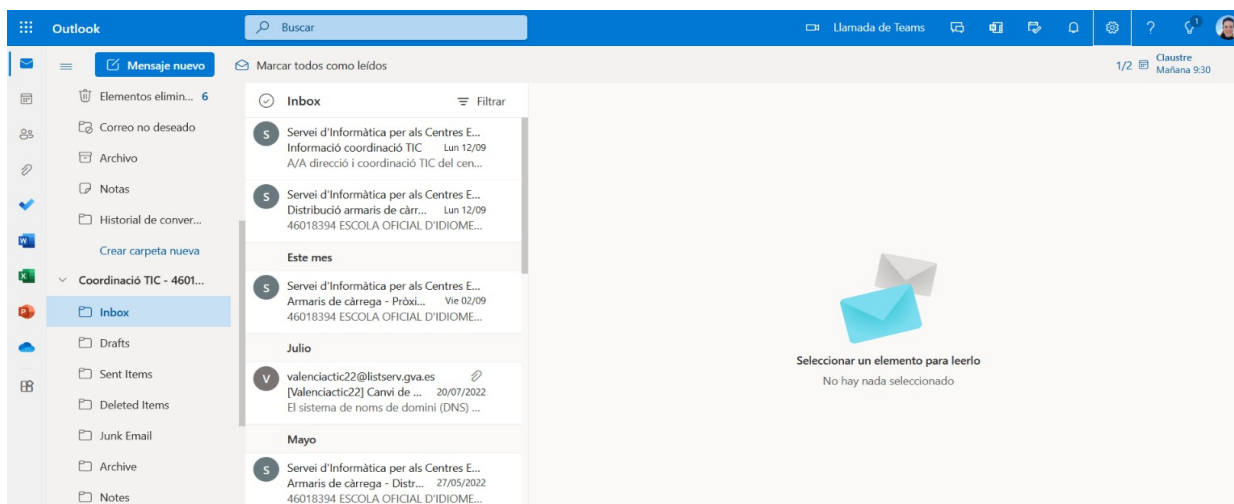 Outlook
Buscar
Llamada de Teams
1
Mensaje nuevo
Marcar todos como leídos
1/2
Claustre
Mañana 9:30
Elementos elimin... 6
Correo no deseado
Archivo
Notas
Historial de conver...
Crear carpeta nueva
Coordinació TIC - 4601...
Inbox
Drafts
Sent Items
Deleted Items
Junk Email
Archive
Notes
Inbox
Filtrar
S
Servei d'Informàtica per als Centres E...
Informació coordinació TIC Lun 12/09
A/A direcció i coordinació TIC del cen...
S
Servei d'Informàtica per als Centres E...
Distribució armaris de càrr... Lun 12/09
46018394 ESCOLA OFICIAL D'IDIOME...
Este mes
S
Servei d'Informàtica per als Centres E...
Armaris de càrrega - Pròxi... Vie 02/09
46018394 ESCOLA OFICIAL D'IDIOME...
Julio
V
valenciactic22@listserv.gva.es
[Valenciactic22] Canvi de ... 20/07/2022
El sistema de noms de domini (DNS) ...
Mayo
S
Servei d'Informàtica per als Centres E...
Armaris de càrrega - Distr... 27/05/2022
46018394 ESCOLA OFICIAL D'IDIOME...
Seleccionar un elemento para leerlo
No hay nada seleccionado